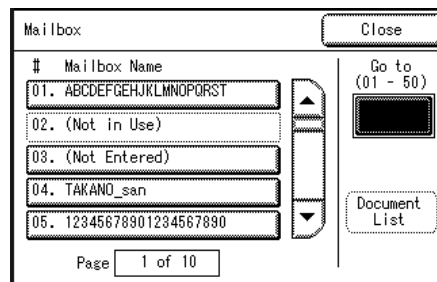 Mailbox
Close
# Mailbox Name
Go to
(01 - 50)
01. ABCDEFGEHJKLMNOPQRST
02. (Not in Use)
03. (Not Entered)
04. TAKANO_san
05. 12345678901234567890
Document
List
Page 1 of 10